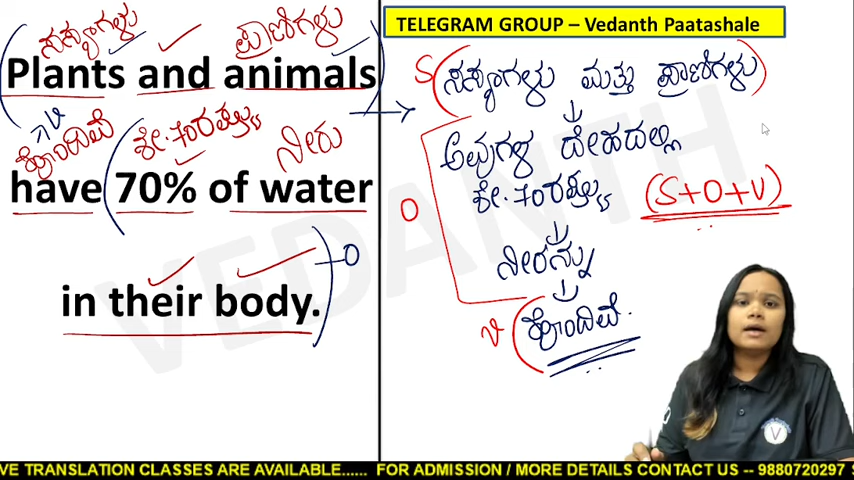 TELEGRAM GROUP – Vedanth Paatashale
ಸಸ್ಯಗಳು ಪ್ರಾಣಿಗಳು
Plants and animals
ಹೊಂದಿವೆ ಶೇ.70ರಷ್ಟು ನೀರು
have 70% of water
in their body.
O
S (ಸಸ್ಯಗಳು ಮತ್ತು ಪ್ರಾಣಿಗಳು)
ಅವುಗಳ ದೇಹದಲ್ಲಿ
ಶೇ.70ರಷ್ಟು
(S+O+V)
O
ನೀರನ್ನು
V (ಹೊಂದಿವೆ.
VEDANTH
V
VE TRANSLATION CLASSES ARE AVAILABLE...... FOR ADMISSION / MORE DETAILS CONTACT US -- 9880720297 S